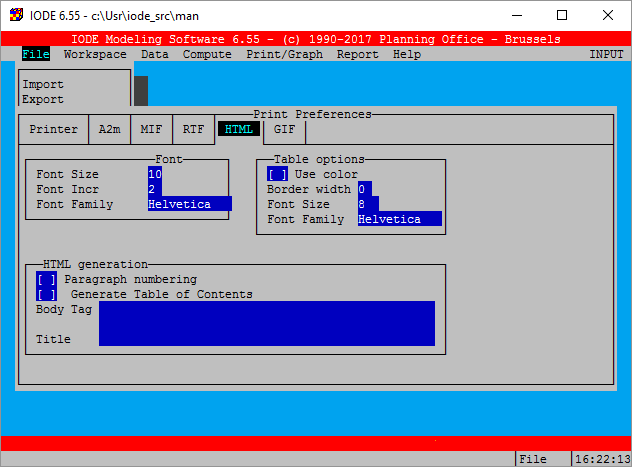 IODE 6.55 - c:\Usr\iode_src\man
IODE Modeling Software 6.55 - (c) 1990-2017 Planning Office - Brussels
File Workspace Data Compute Print/Graph Report Help INPUT
Import
Export
Print Preferences
Printer A2m MIF RTF HTML GIF
Font Table options
Font Size 10 [ ] Use color
Font Incr 2 Border width 0
Font Family Helvetica Font Size 8
Font Family Helvetica
HTML generation
[ ] Paragraph numbering
[ ] Generate Table of Contents
Body Tag
Title
File 16:22:13